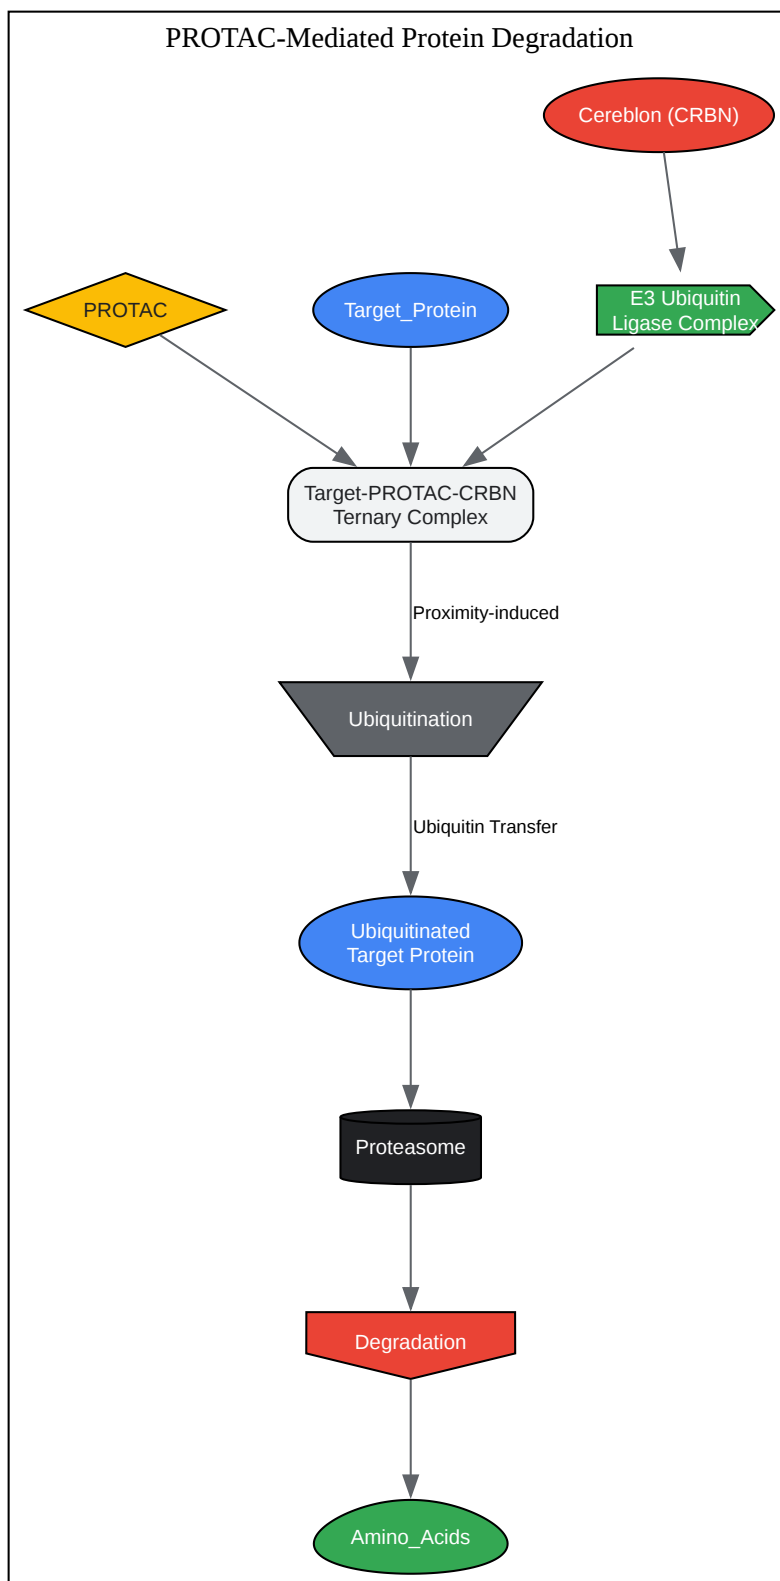 PROTAC-Mediated Protein Degradation
Cereblon (CRBN)
PROTAC
Target_Protein
E3 Ubiquitin
Ligase Complex
Target-PROTAC-CRBN
Ternary Complex
Proximity-induced
Ubiquitination
Ubiquitin Transfer
Ubiquitinated
Target Protein
Proteasome
Degradation
Amino_Acids